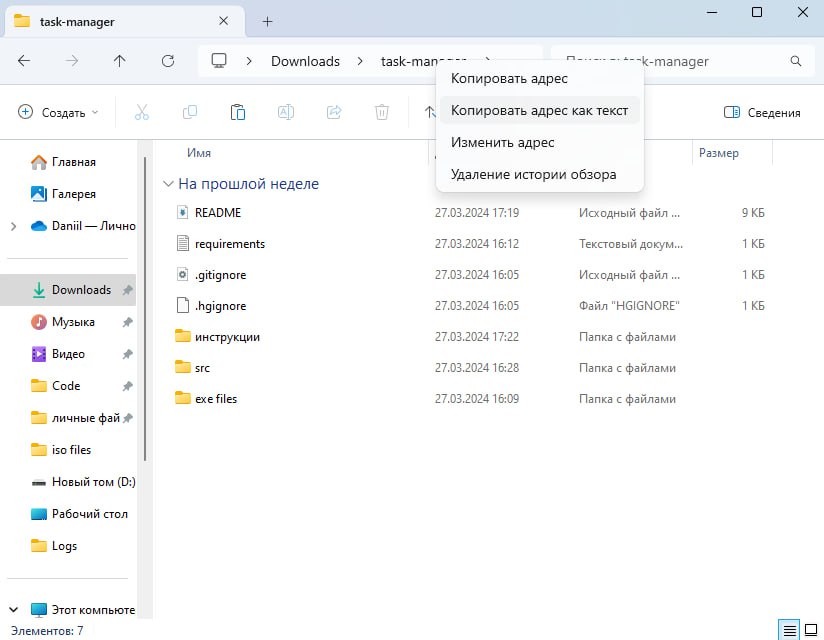 task-manager
Downloads
task-manager
task-manager
Создать
Сведения
Копировать адрес
Копировать адрес как текст
Изменить адрес
Удаление истории обзора
Имя
Размер
Главная
Галерея
Daniil — Лично
Downloads
Музыка
Видео
Code
личные фай
iso files
Новый том (D:)
Рабочий стол
Logs
Этот компьюте
На прошлой неделе
README 27.03.2024 17:19 Исходный файл ... 9 КБ
requirements 27.03.2024 16:12 Текстовый докум... 1 КБ
.gitignore 27.03.2024 16:05 Исходный файл ... 1 КБ
.hgignore 27.03.2024 16:05 Файл "HGIGNORE" 1 КБ
инструкции 27.03.2024 17:22 Папка с файлами
src 27.03.2024 16:28 Папка с файлами
exe files 27.03.2024 16:09 Папка с файлами
Элементов: 7